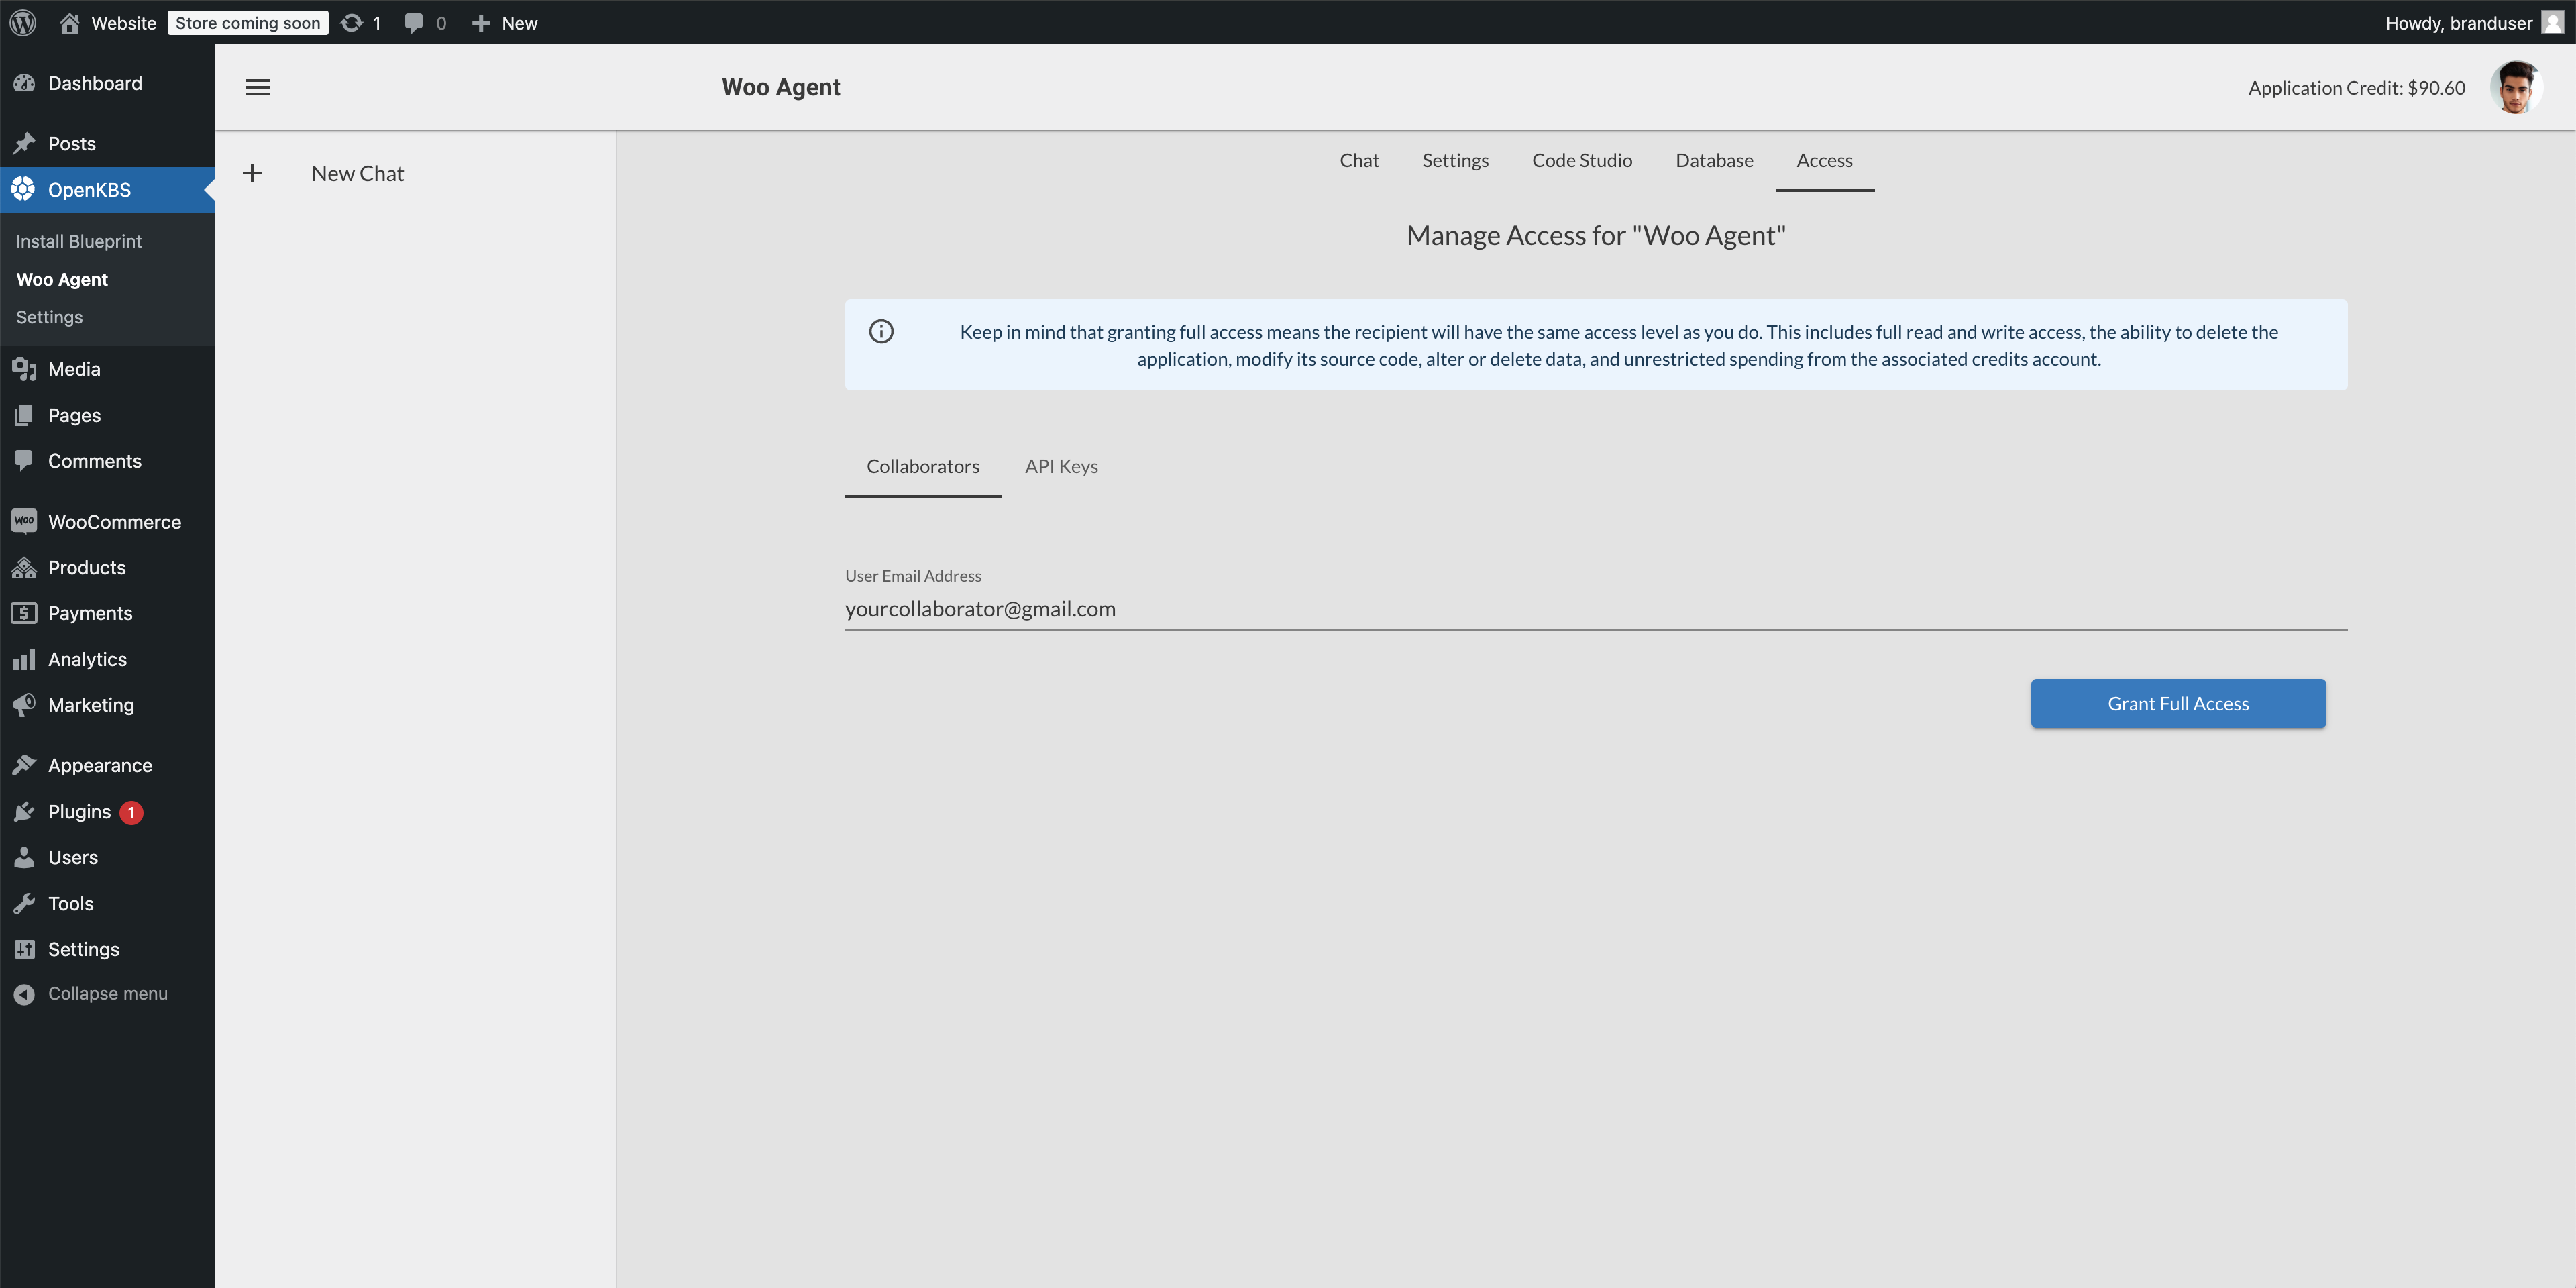 Website
Store coming soon
1
0
New
Howdy, branduser
Dashboard
Posts
OpenKBS
Install Blueprint
Woo Agent
Settings
Media
Pages
Comments
Woo
WooCommerce
Products
Payments
Analytics
Marketing
Appearance
Plugins 1
Users
Tools
Settings
Collapse menu
Woo Agent
Application Credit: $90.60
New Chat
Chat
Settings
Code Studio
Database
Access
Manage Access for "Woo Agent"
Keep in mind that granting full access means the recipient will have the same access level as you do. This includes full read and write access, the ability to delete the
application, modify its source code, alter or delete data, and unrestricted spending from the associated credits account.
Collaborators
API Keys
User Email Address
yourcollaborator@gmail.com
Grant Full Access